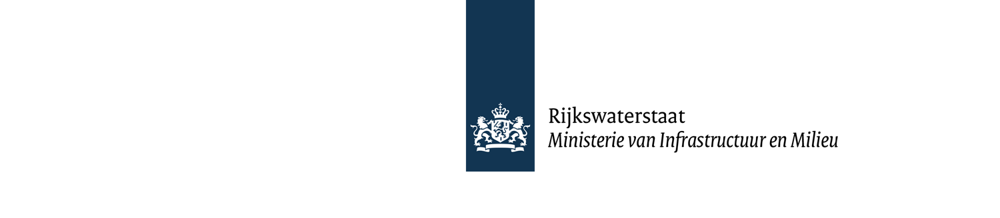 Rijkswaterstaat
Ministerie van Infrastructuur en Milieu